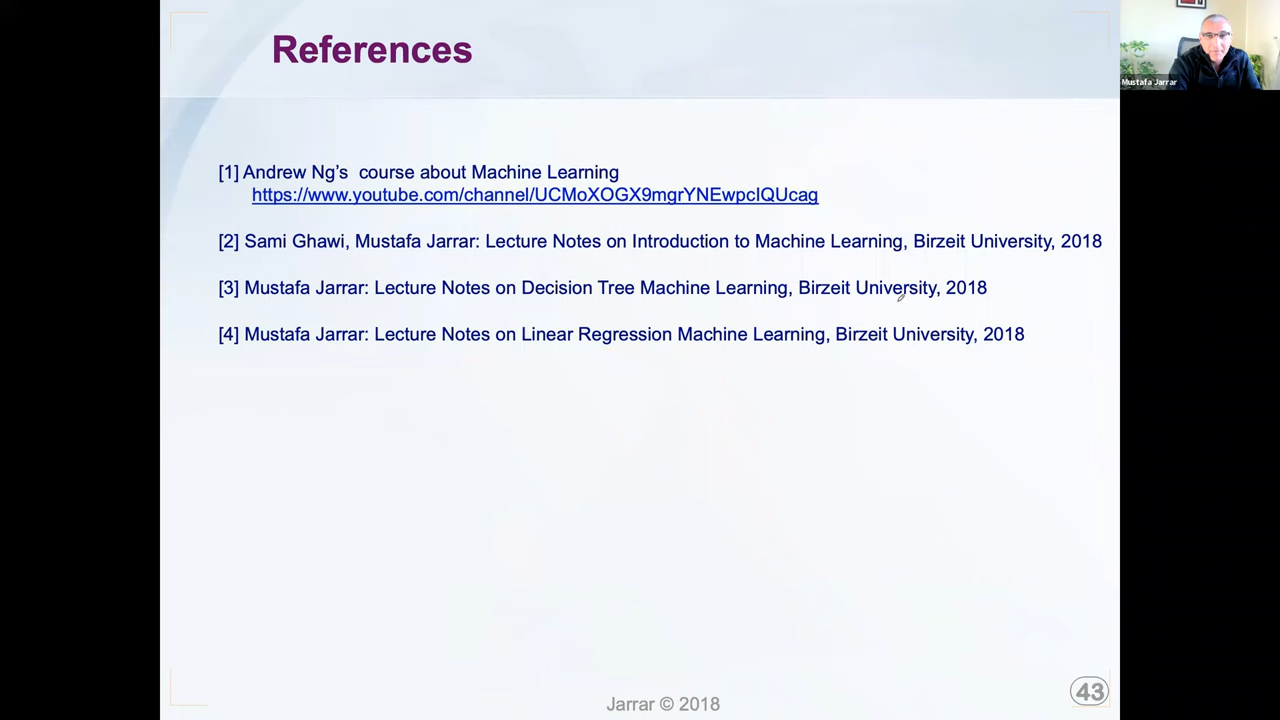 References
Mustafa Jarrar
[1] Andrew Ng's  course about Machine Learning
https://www.youtube.com/channel/UCMoXOGX9mgrYNEwpcIQUcag
[2] Sami Ghawi, Mustafa Jarrar: Lecture Notes on Introduction to Machine Learning, Birzeit University, 2018
[3] Mustafa Jarrar: Lecture Notes on Decision Tree Machine Learning, Birzeit University, 2018
[4] Mustafa Jarrar: Lecture Notes on Linear Regression Machine Learning, Birzeit University, 2018
Jarrar © 2018
43